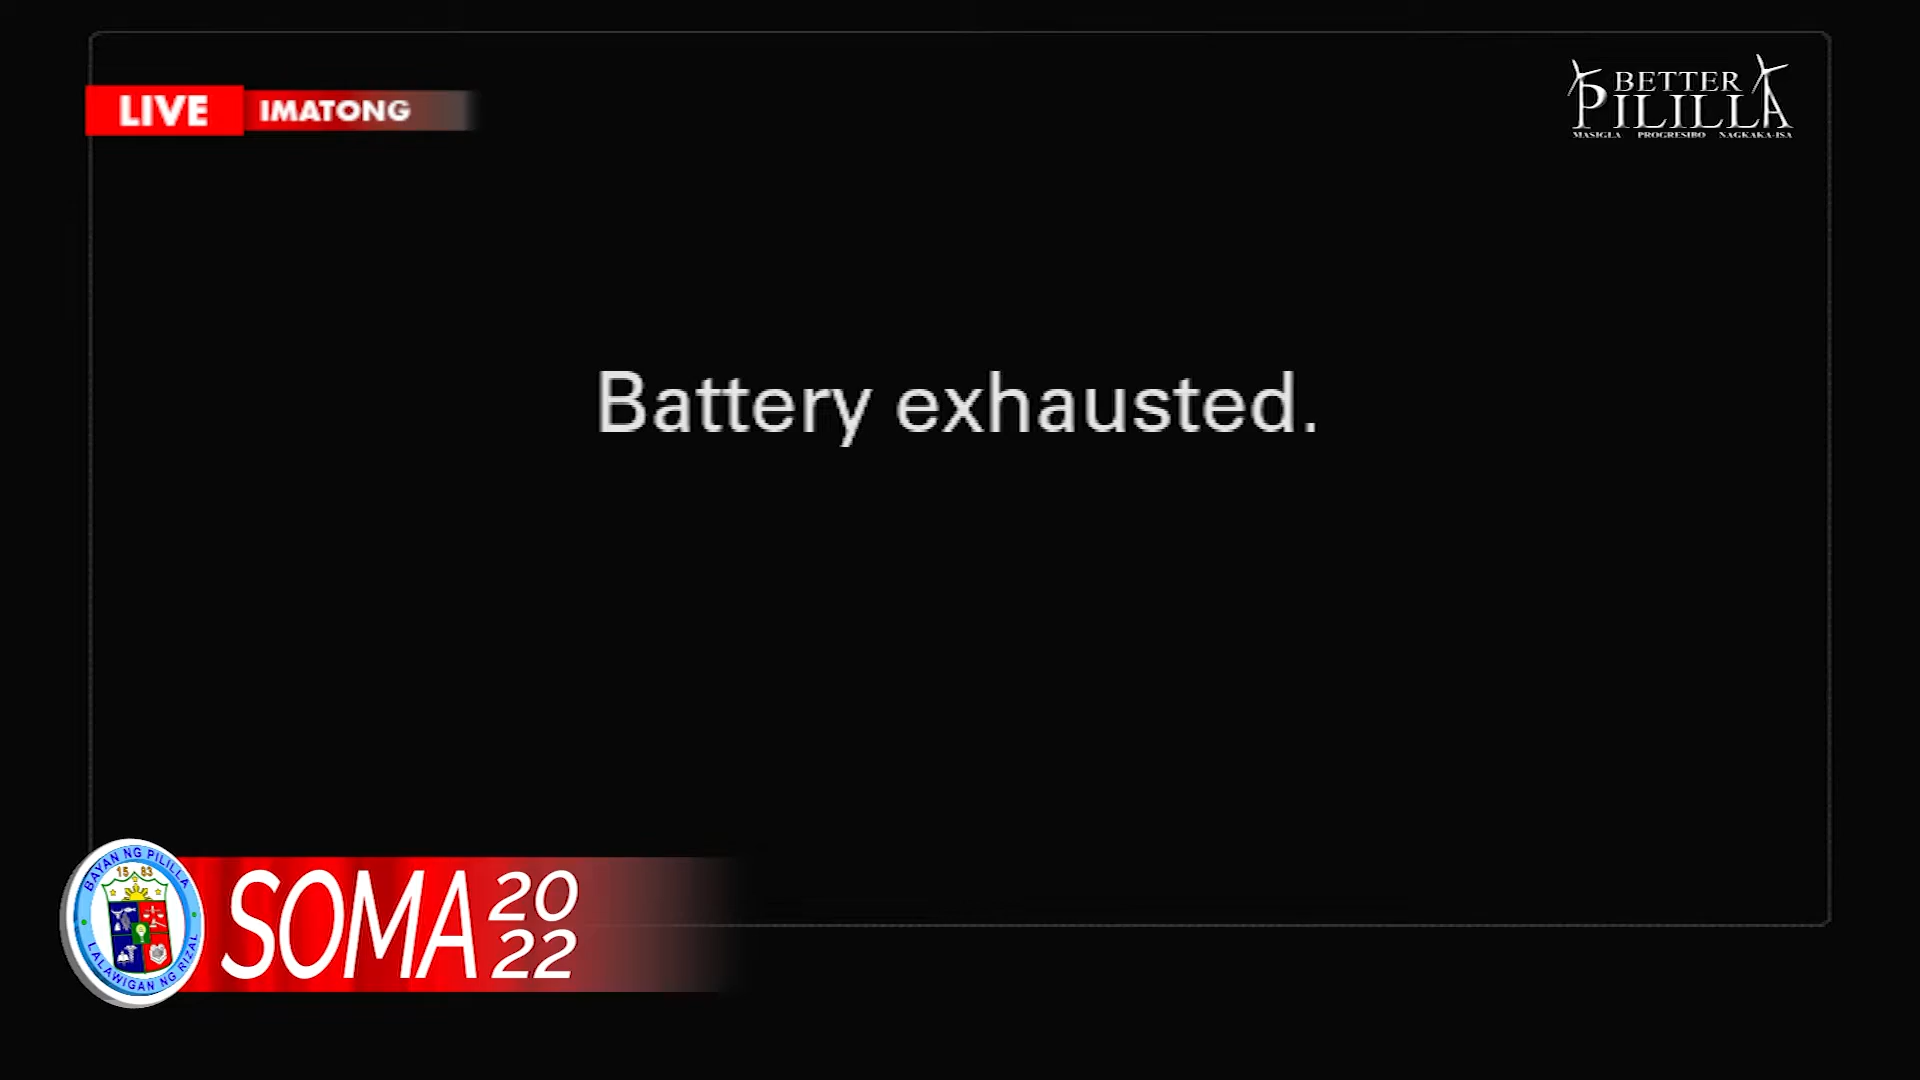 LIVE IMATONG
BETTER
PILILLA
MASIGLA PROGRESIBO NAGKAKA-ISA
Battery exhausted.
BAYAN NG PILILLA
15 83
LALAWIGAN NG RIZAL
SOMA 20
22